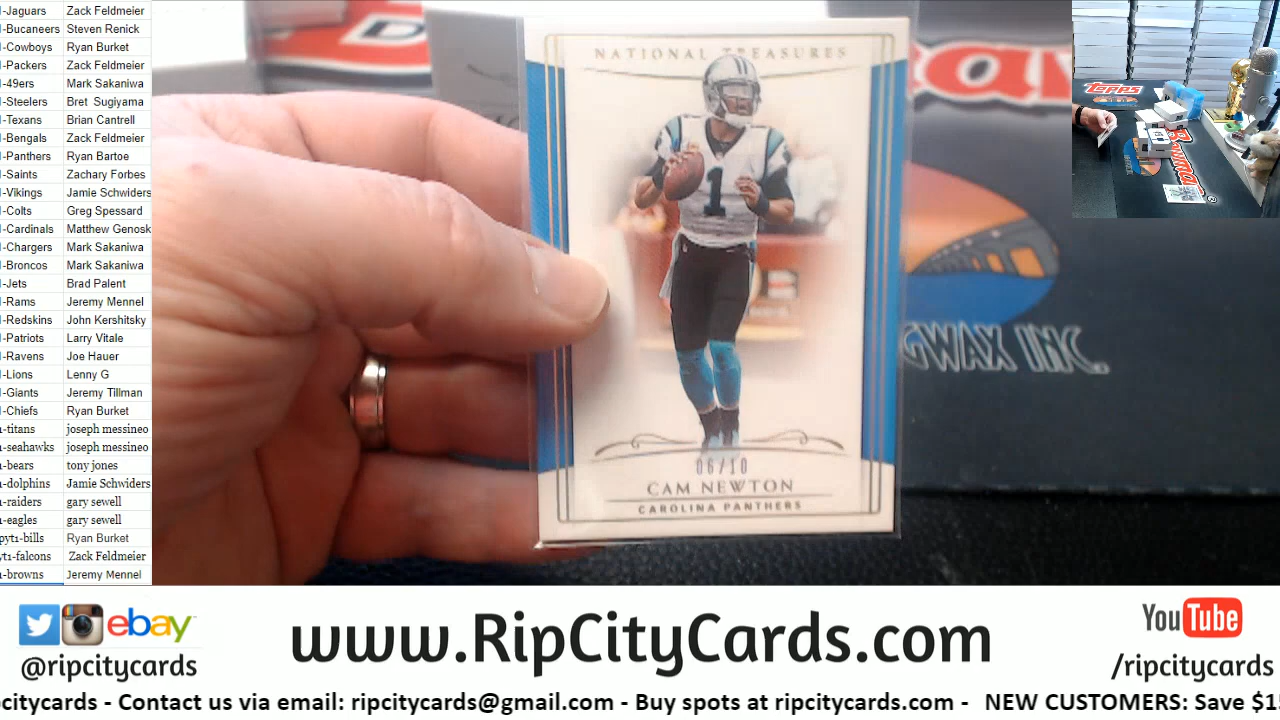 -Jaguars Zack Feldmeier
-Bucaneers Steven Renick
-Cowboys Ryan Burket
-Packers Zack Feldmeier
-49ers Mark Sakaniwa
-Steelers Bret Sugiyama
-Texans Brian Cantrell
-Bengals Zack Feldmeier
-Panthers Ryan Bartoe
-Saints Zachary Forbes
-Vikings Jamie Schwiders
-Colts Greg Spessard
-Cardinals Matthew Genosk
-Chargers Mark Sakaniwa
-Broncos Mark Sakaniwa
-Jets Brad Palent
-Rams Jeremy Mennel
-Redskins John Kershitsky
-Patriots Larry Vitale
-Ravens Joe Hauer
-Lions Lenny G
-Giants Jeremy Tillman
-Chiefs Ryan Burket
-titans joseph messineo
-seahawks joseph messineo
-bears tony jones
-dolphins Jamie Schwiders
-raiders gary sewell
-eagles gary sewell
pyt1-bills Ryan Burket
yt1-falcons Zack Feldmeier
-browns Jeremy Mennel
NATIONAL TREASURES
1
06/10
CAM NEWTON
CAROLINA PANTHERS
GWAX INC.
Topps
Bowman
ebay
@ripcitycards
www.RipCityCards.com
YouTube
/ripcitycards
citycards - Contact us via email: ripcitycards@gmail.com - Buy spots at ripcitycards.com - NEW CUSTOMERS: Save $1